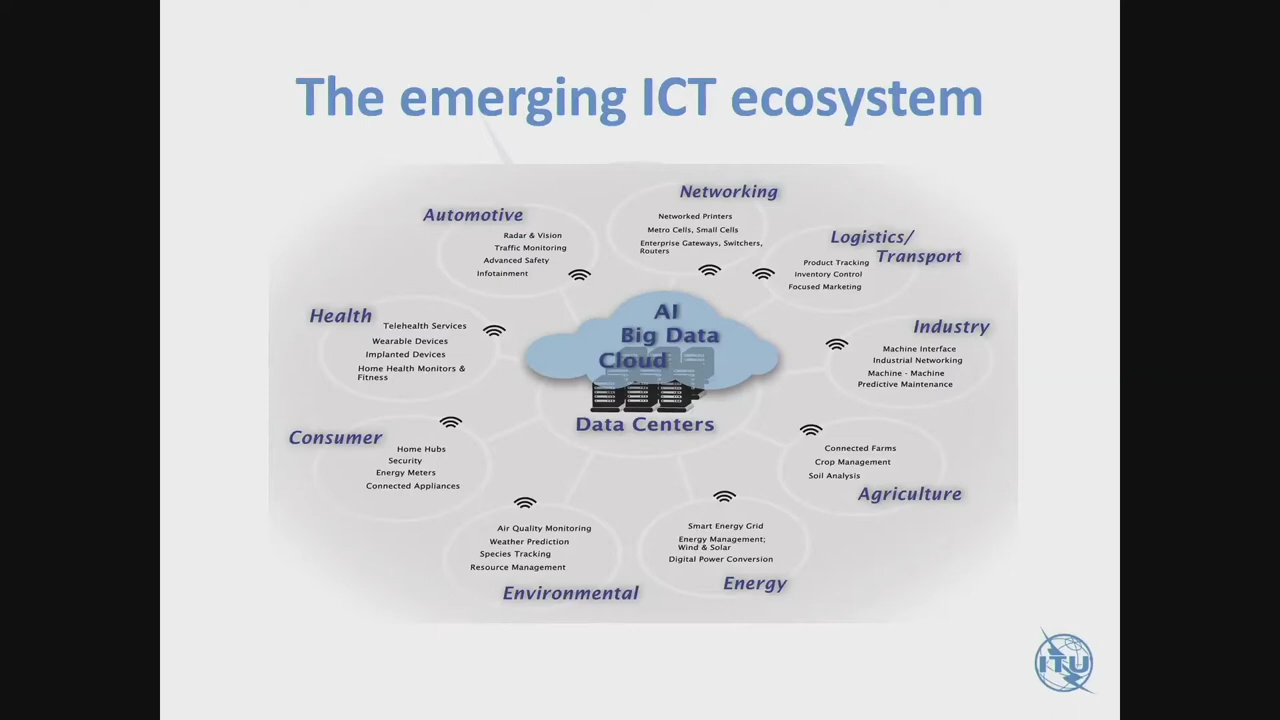 The emerging ICT ecosystem
Networking
Networked Printers
Metro Cells, Small Cells
Enterprise Gateways, Switchers,
Routers
Automotive
Radar & Vision
Traffic Monitoring
Advanced Safety
Infotainment
Logistics/
Transport
Product Tracking
Inventory Control
Focused Marketing
Health
Telehealth Services
Wearable Devices
Implanted Devices
Home Health Monitors &
Fitness
AI
Big Data
Cloud
Data Centers
Industry
Machine Interface
Industrial Networking
Machine - Machine
Predictive Maintenance
Consumer
Home Hubs
Security
Energy Meters
Connected Appliances
Connected Farms
Crop Management
Soil Analysis
Agriculture
Air Quality Monitoring
Weather Prediction
Species Tracking
Resource Management
Environmental
Smart Energy Grid
Energy Management;
Wind & Solar
Digital Power Conversion
Energy
ITU